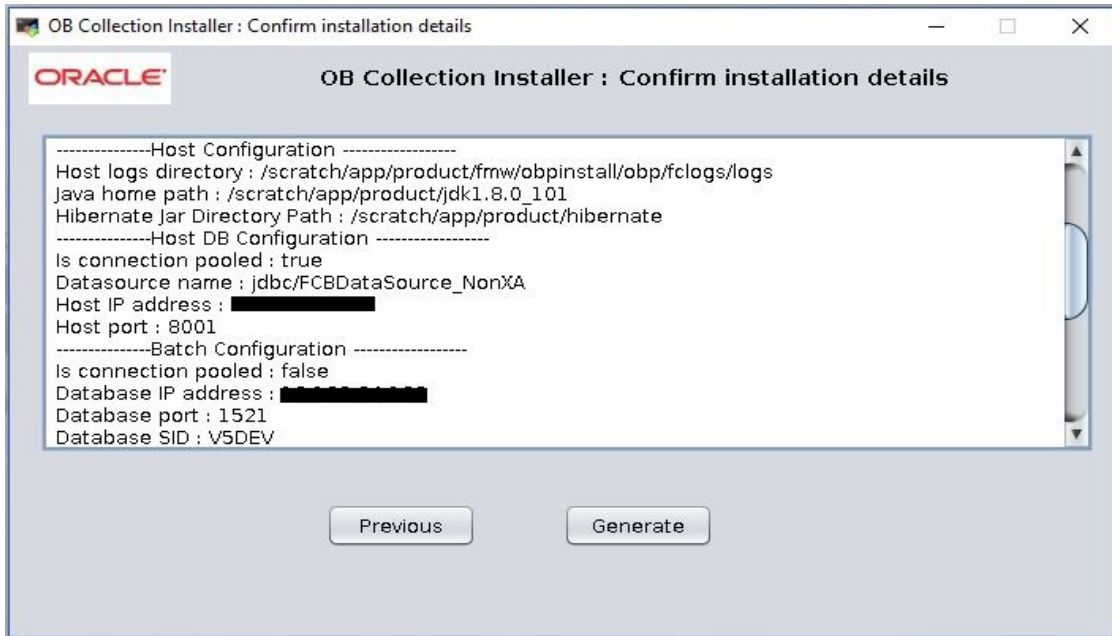 OB Collection Installer : Confirm installation details
ORACLE
OB Collection Installer : Confirm installation details
---------------Host Configuration ------------------
Host logs directory : /scratch/app/product/fmw/obpinstall/obp/fclogs/logs
Java home path : /scratch/app/product/jdk1.8.0_101
Hibernate Jar Directory Path : /scratch/app/product/hibernate
---------------Host DB Configuration ------------------
Is connection pooled : true
Datasource name : jdbc/FCBDataSource_NonXA
Host IP address :
Host port : 8001
---------------Batch Configuration ------------------
Is connection pooled : false
Database IP address :
Database port : 1521
Database SID : V5DEV
Previous
Generate